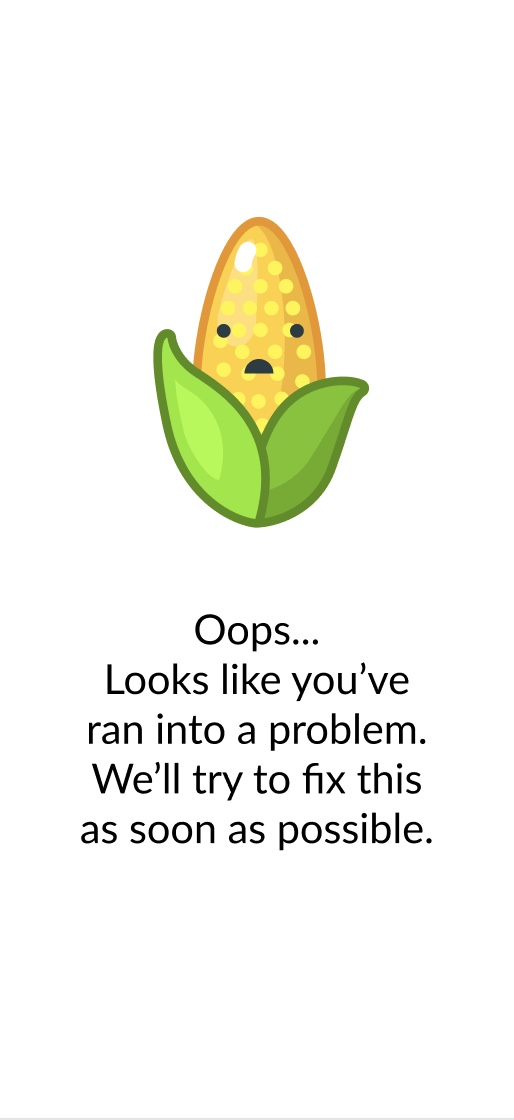 Oops...
Looks like you’ve
ran into a problem.
We’ll try to fix this
as soon as possible.